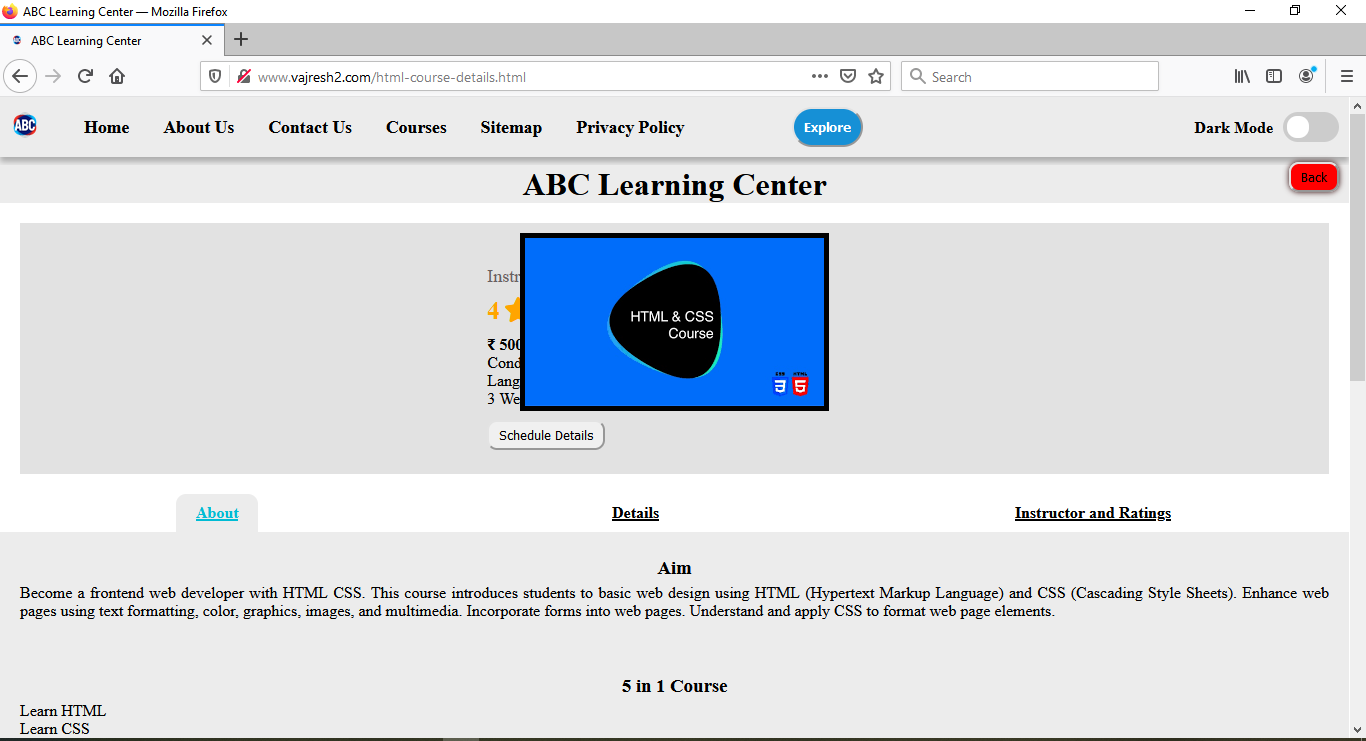 ABC Learning Center — Mozilla Firefox
ABC Learning Center
www.vajresh2.com/html-course-details.html
Search
ABC
Home
About Us
Contact Us
Courses
Sitemap
Privacy Policy
Explore
Dark Mode
ABC Learning Center
Back
Instr
4
₹ 500
Cond
Lang
3 We
HTML & CSS
Course
CSS HTML
3 5
Schedule Details
About
Details
Instructor and Ratings
Aim
Become a frontend web developer with HTML CSS. This course introduces students to basic web design using HTML (Hypertext Markup Language) and CSS (Cascading Style Sheets). Enhance web
pages using text formatting, color, graphics, images, and multimedia. Incorporate forms into web pages. Understand and apply CSS to format web page elements.
5 in 1 Course
Learn HTML
Learn CSS